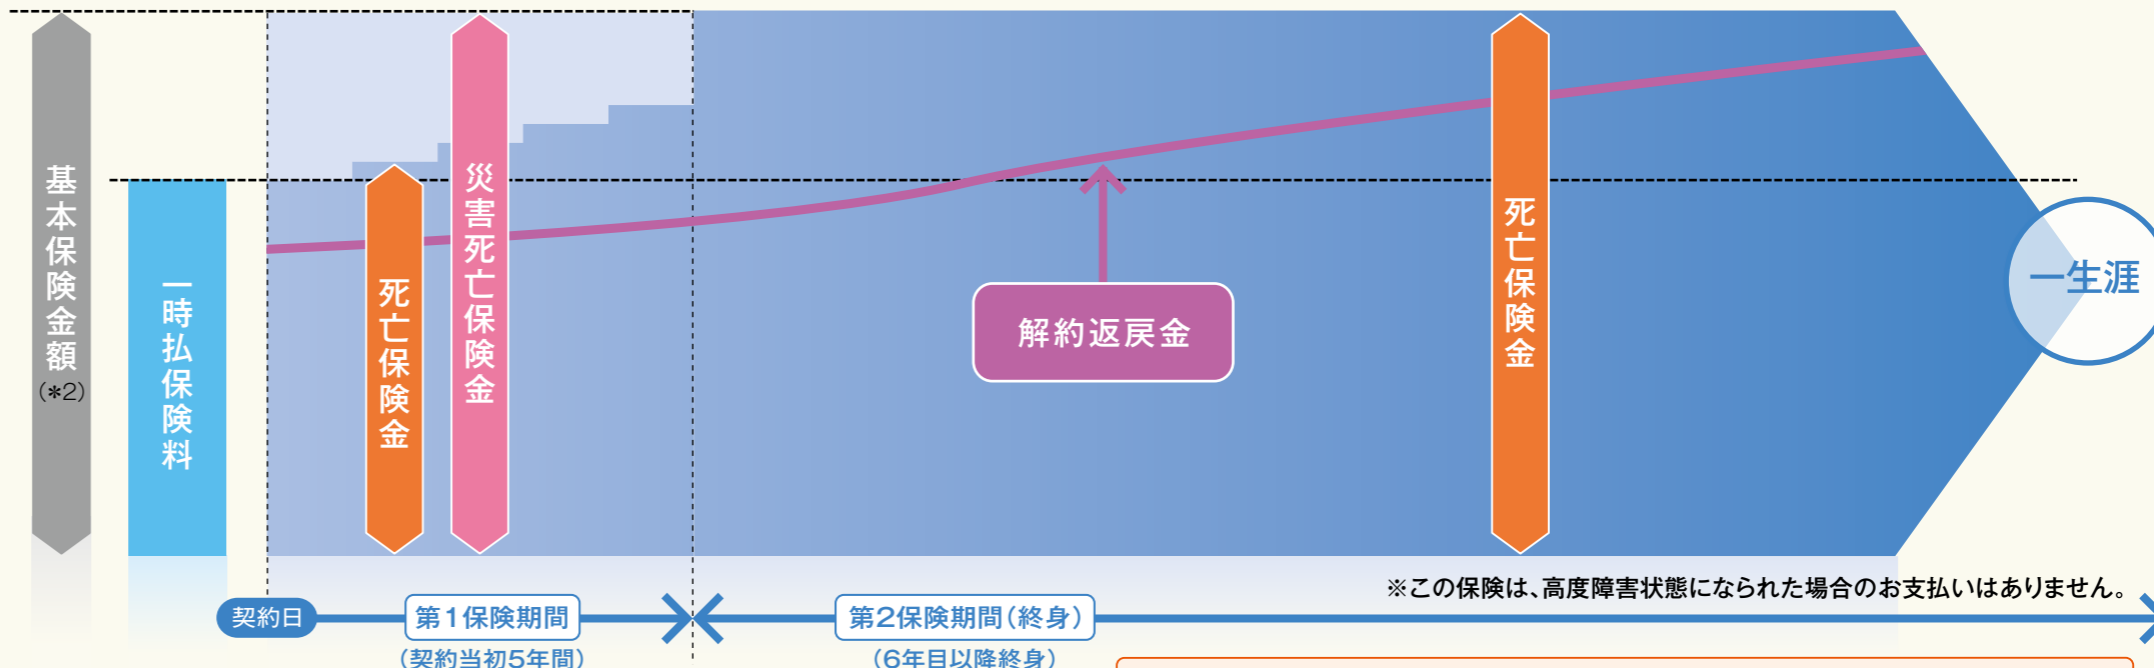 基本保険金額
(*2)
一時払保険料
死亡保険金
災害死亡保険金
解約返戻金
死亡保険金
一生涯
※この保険は、高度障害状態になられた場合のお支払いはありません。
契約日
第1保険期間
(契約当初5年間)
第2保険期間(終身)
(6年目以降終身)